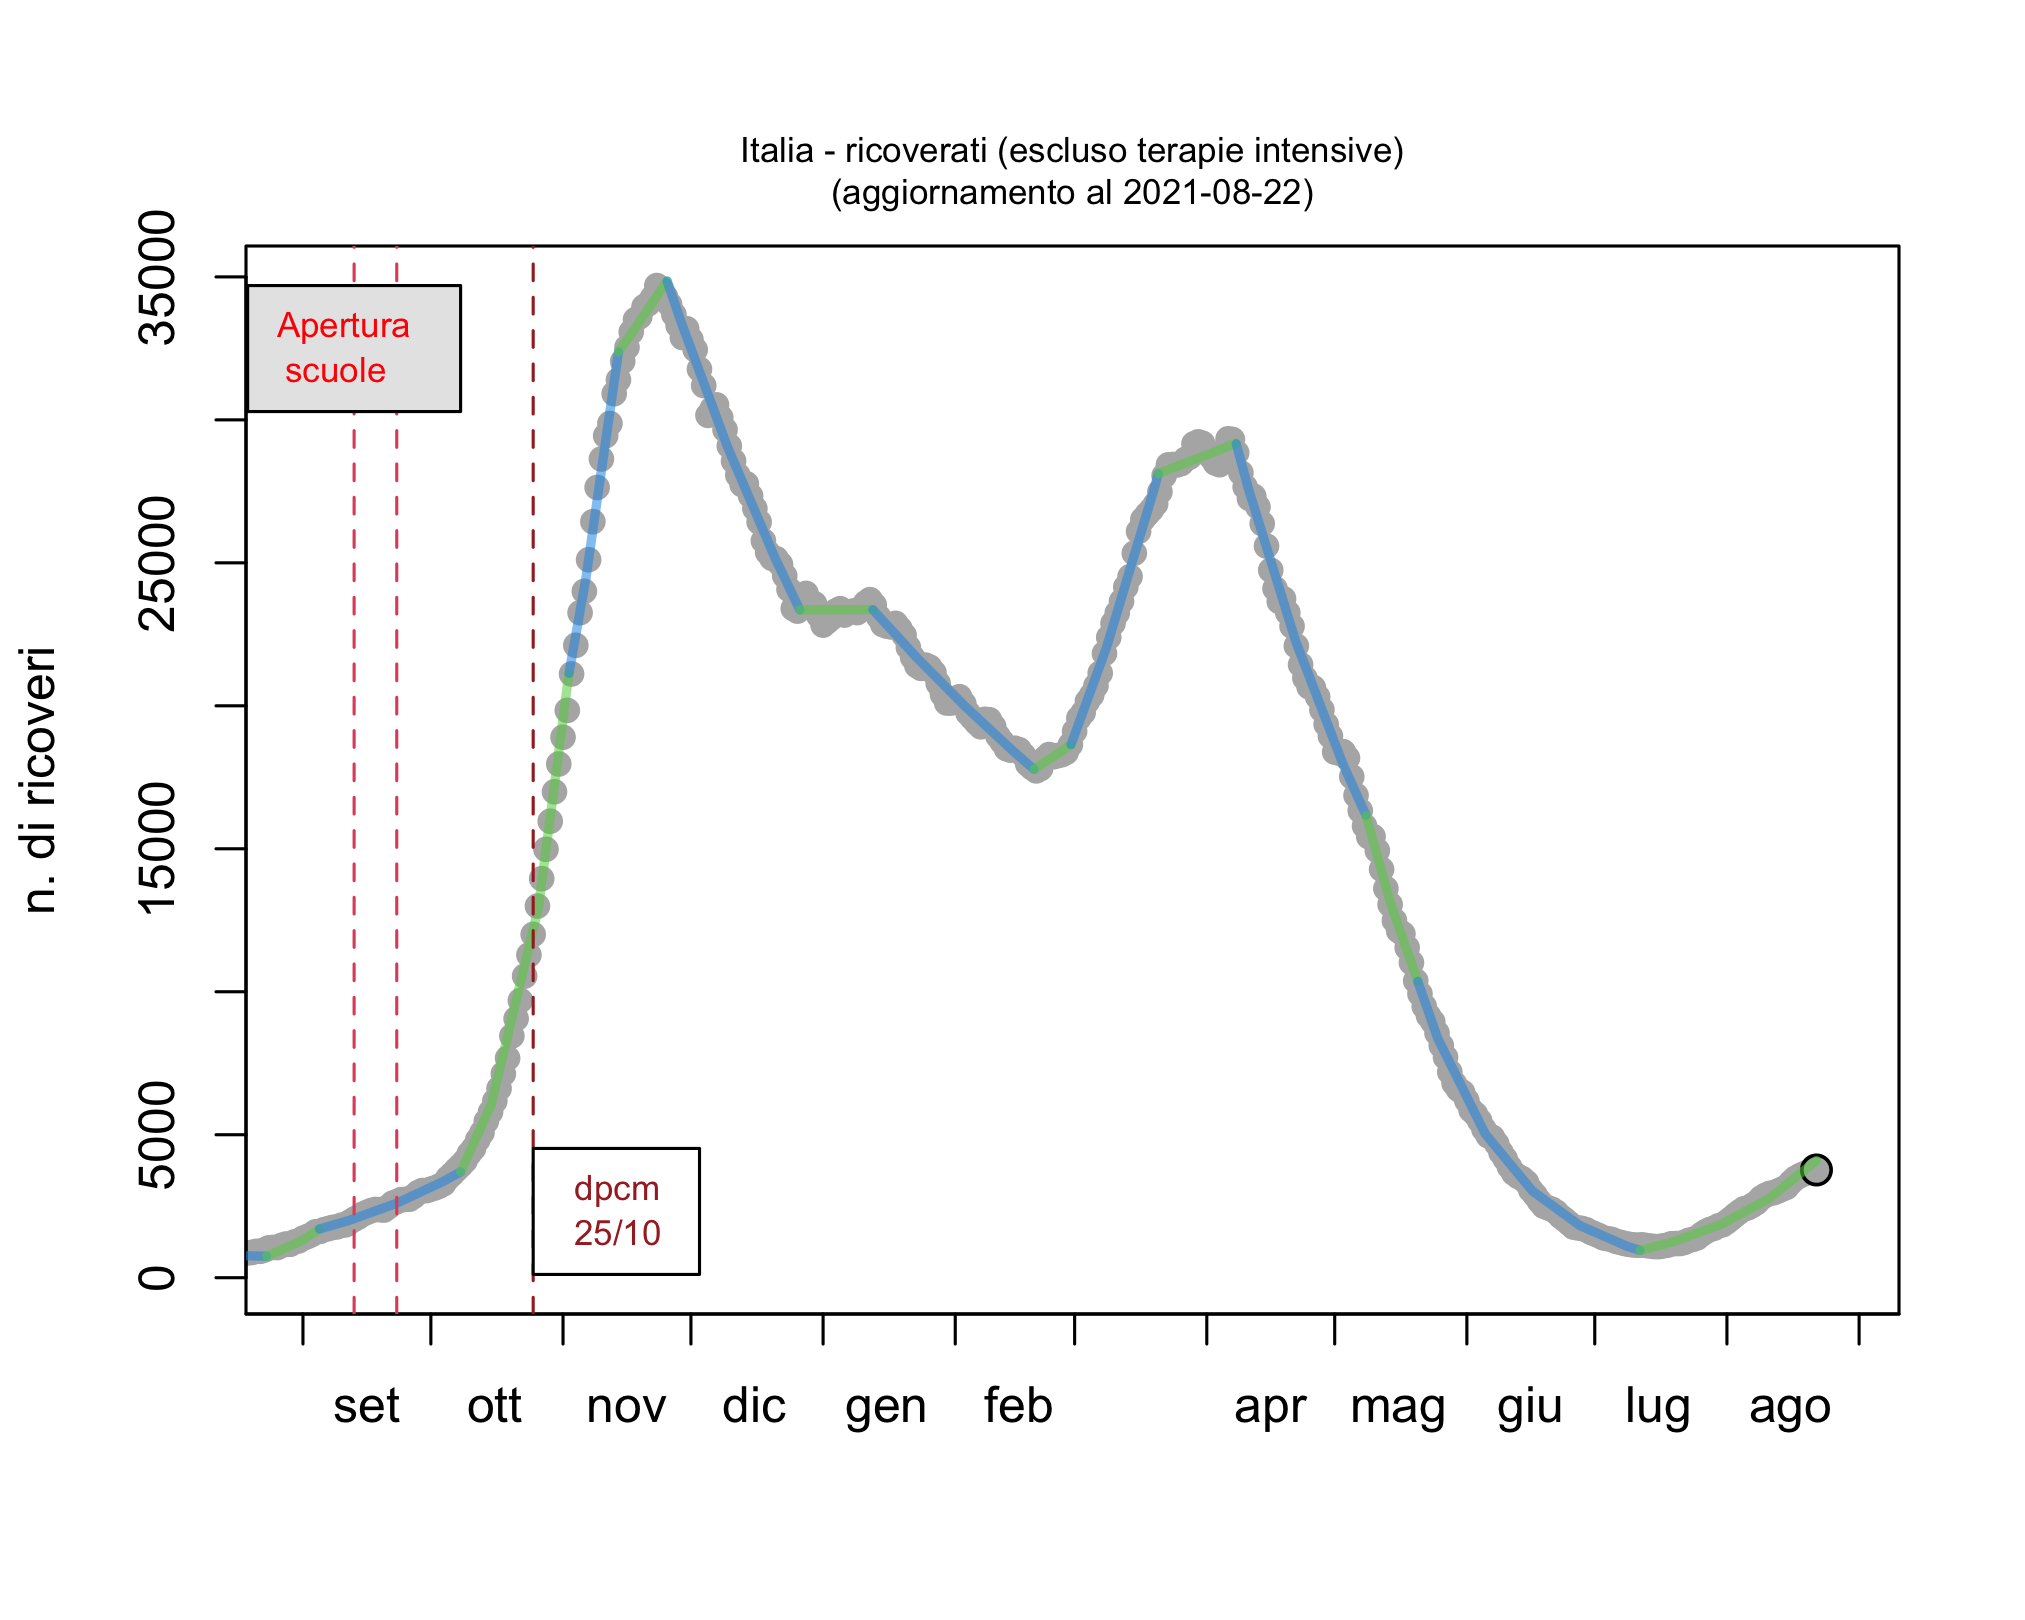 Italia - ricoverati (escluso terapie intensive)
(aggiornamento al 2021-08-22)
n. di ricoveri
35000
25000
15000
5000
0
Apertura
scuole
dpcm
25/10
set
ott
nov
dic
gen
feb
apr
mag
giu
lug
ago